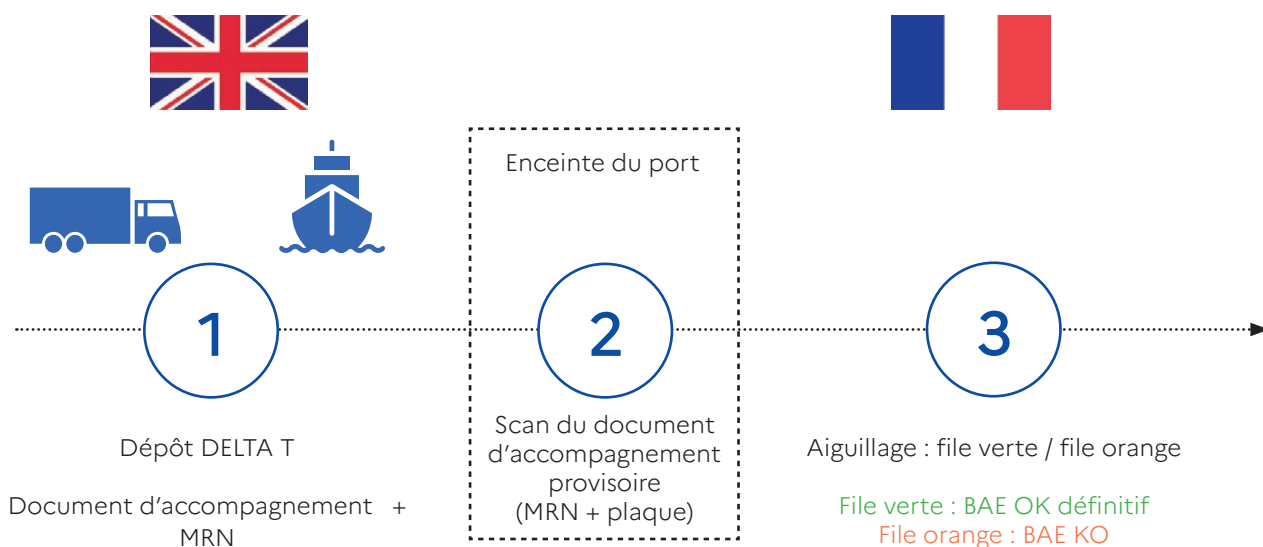 Enceinte du port
1
2
3
Dépôt DELTA T
Document d'accompagnement +
MRN
Scan du document
d'accompagnement
provisoire
(MRN + plaque)
Aiguillage : file verte / file orange
File verte : BAE OK définitif
File orange : BAE KO